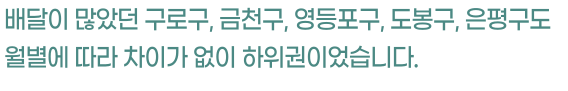 배달이 많았던 구로구, 금천구, 영등포구, 도봉구, 은평구도
월별에 따라 차이가 없이 하위권이었습니다.